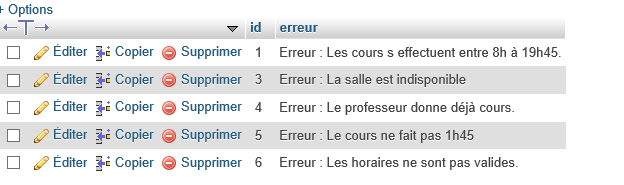 + Options
id erreur
Éditer Copier Supprimer 1 Erreur : Les cours s effectuent entre 8h à 19h45.
Éditer Copier Supprimer 3 Erreur : La salle est indisponible
Éditer Copier Supprimer 4 Erreur : Le professeur donne déjà cours.
Éditer Copier Supprimer 5 Erreur : Le cours ne fait pas 1h45
Éditer Copier Supprimer 6 Erreur : Les horaires ne sont pas valides.